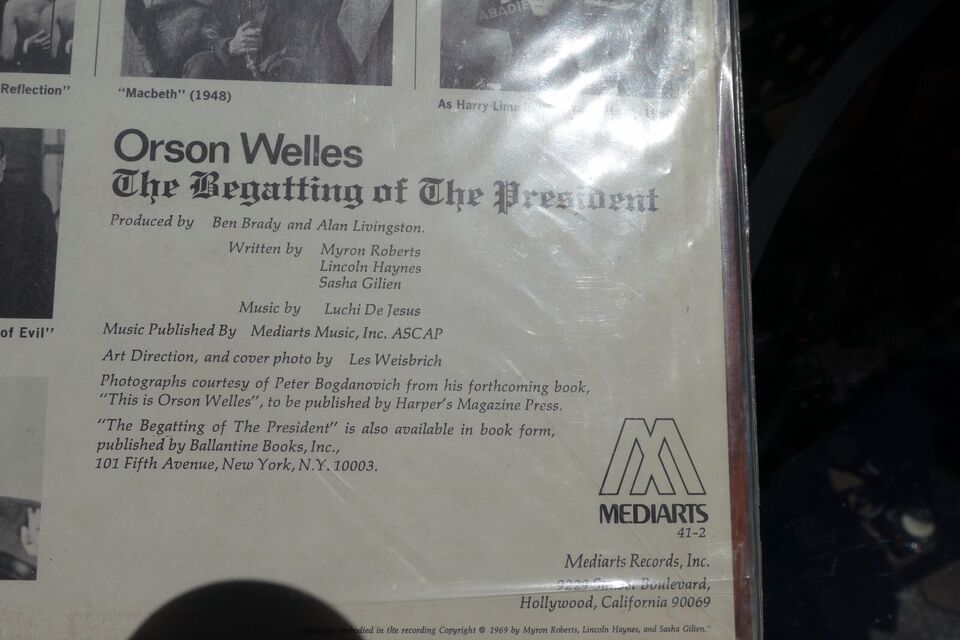 ABADIE
Reflection"
"Macbeth" (1948)
As Harry Lime
of Evil"
Orson Welles
The Begatting of The President
Produced by Ben Brady and Alan Livingston.
Written by Myron Roberts
Lincoln Haynes
Sasha Gilien
Music by Luchi De Jesus
Music Published By Mediarts Music, Inc. ASCAP
Art Direction, and cover photo by Les Weisbrich
Photographs courtesy of Peter Bogdanovich from his forthcoming book,
"This is Orson Welles", to be published by Harper's Magazine Press.
"The Begatting of The President" is also available in book form,
published by Ballantine Books, Inc.,
101 Fifth Avenue, New York, N.Y. 10003.
MEDIARTS
41-2
Mediarts Records, Inc.
9229 Sunset Boulevard,
Hollywood, California 90069
embodied in the recording Copyright © 1969 by Myron Roberts, Lincoln Haynes, and Sasha Gilien."